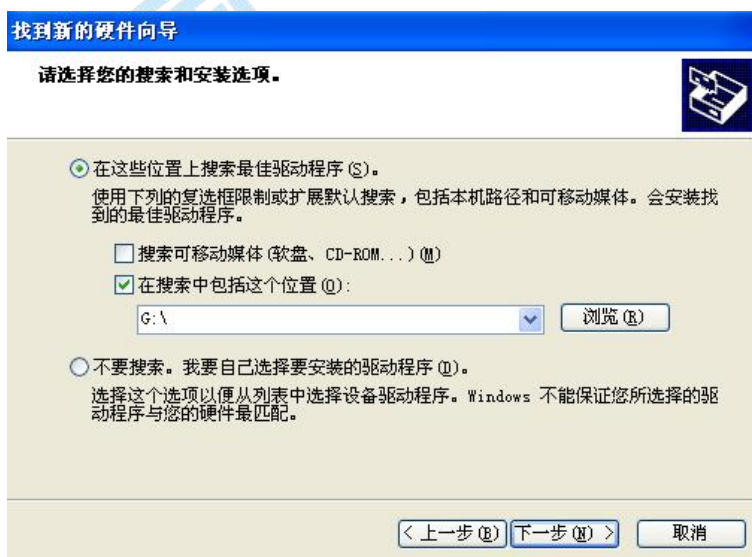 找到新的硬件向导
请选择您的搜索和安装选项。
在这些位置上搜索最佳驱动程序(S)。
使用下列的复选框限制或扩展默认搜索，包括本机路径和可移动媒体。会安装找
到的最佳驱动程序。
搜索可移动媒体(软盘、CD-ROM...)(M)
在搜索中包括这个位置(O):
G:\
浏览(R)
不要搜索。我要自己选择要安装的驱动程序(D)。
选择这个选项以便从列表中选择设备驱动程序。Windows 不能保证您所选择的驱
动程序与您的硬件最匹配。
< 上一步(B) 下一步(N) > 取消